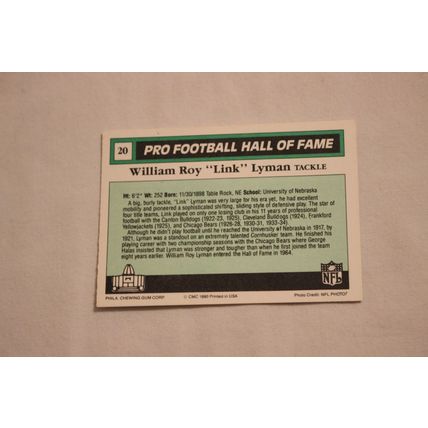 20 PRO FOOTBALL HALL OF FAME
William Roy "Link" Lyman TACKLE
Ht: 6'2" Wt: 252 Born: 11/30/1898 Table Rock, NE School: University of Nebraska
A big, burly tackle, "Link" Lyman was very large for his era yet, he had excellent
mobility and pioneered a sophisticated shifting, sliding style of defensive play. The star of
four title teams, Link played on only one losing club in his 11 years of professional
football with the Canton Bulldogs (1922-23, 1925), Cleveland Bulldogs (1924), Frankford
Yellowjackets (1925), and Chicago Bears (1926-28, 1930-31, 1933-34).
Although he didn't play football until he reached the University of Nebraska in 1917, by
1921, Lyman was a standout on an extremely talented Cornhusker team. He finished his
playing career with two championship seasons with the Chicago Bears where George
Halas insisted that Lyman was stronger and tougher than when he first joined the team
eight years earlier. William Roy Lyman entered the Hall of Fame in 1964.
NFL
PHILA. CHEWING GUM CORP. © CMC 1990 Printed in USA Photo Credit: NFL PHOTOS